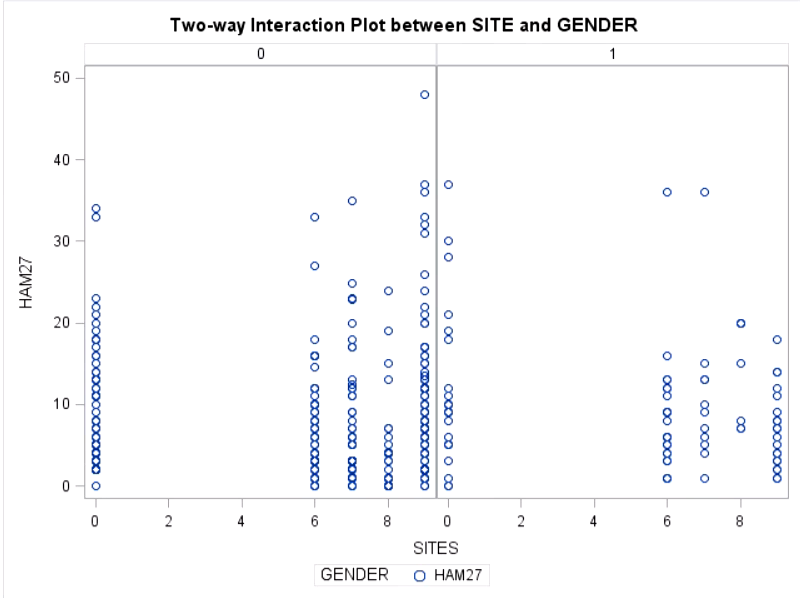 Two-way Interaction Plot between SITE and GENDER
0 1
50
40
30
20
10
0
HAM27
0 2 4 6 8 0 2 4 6 8
SITES
GENDER HAM27